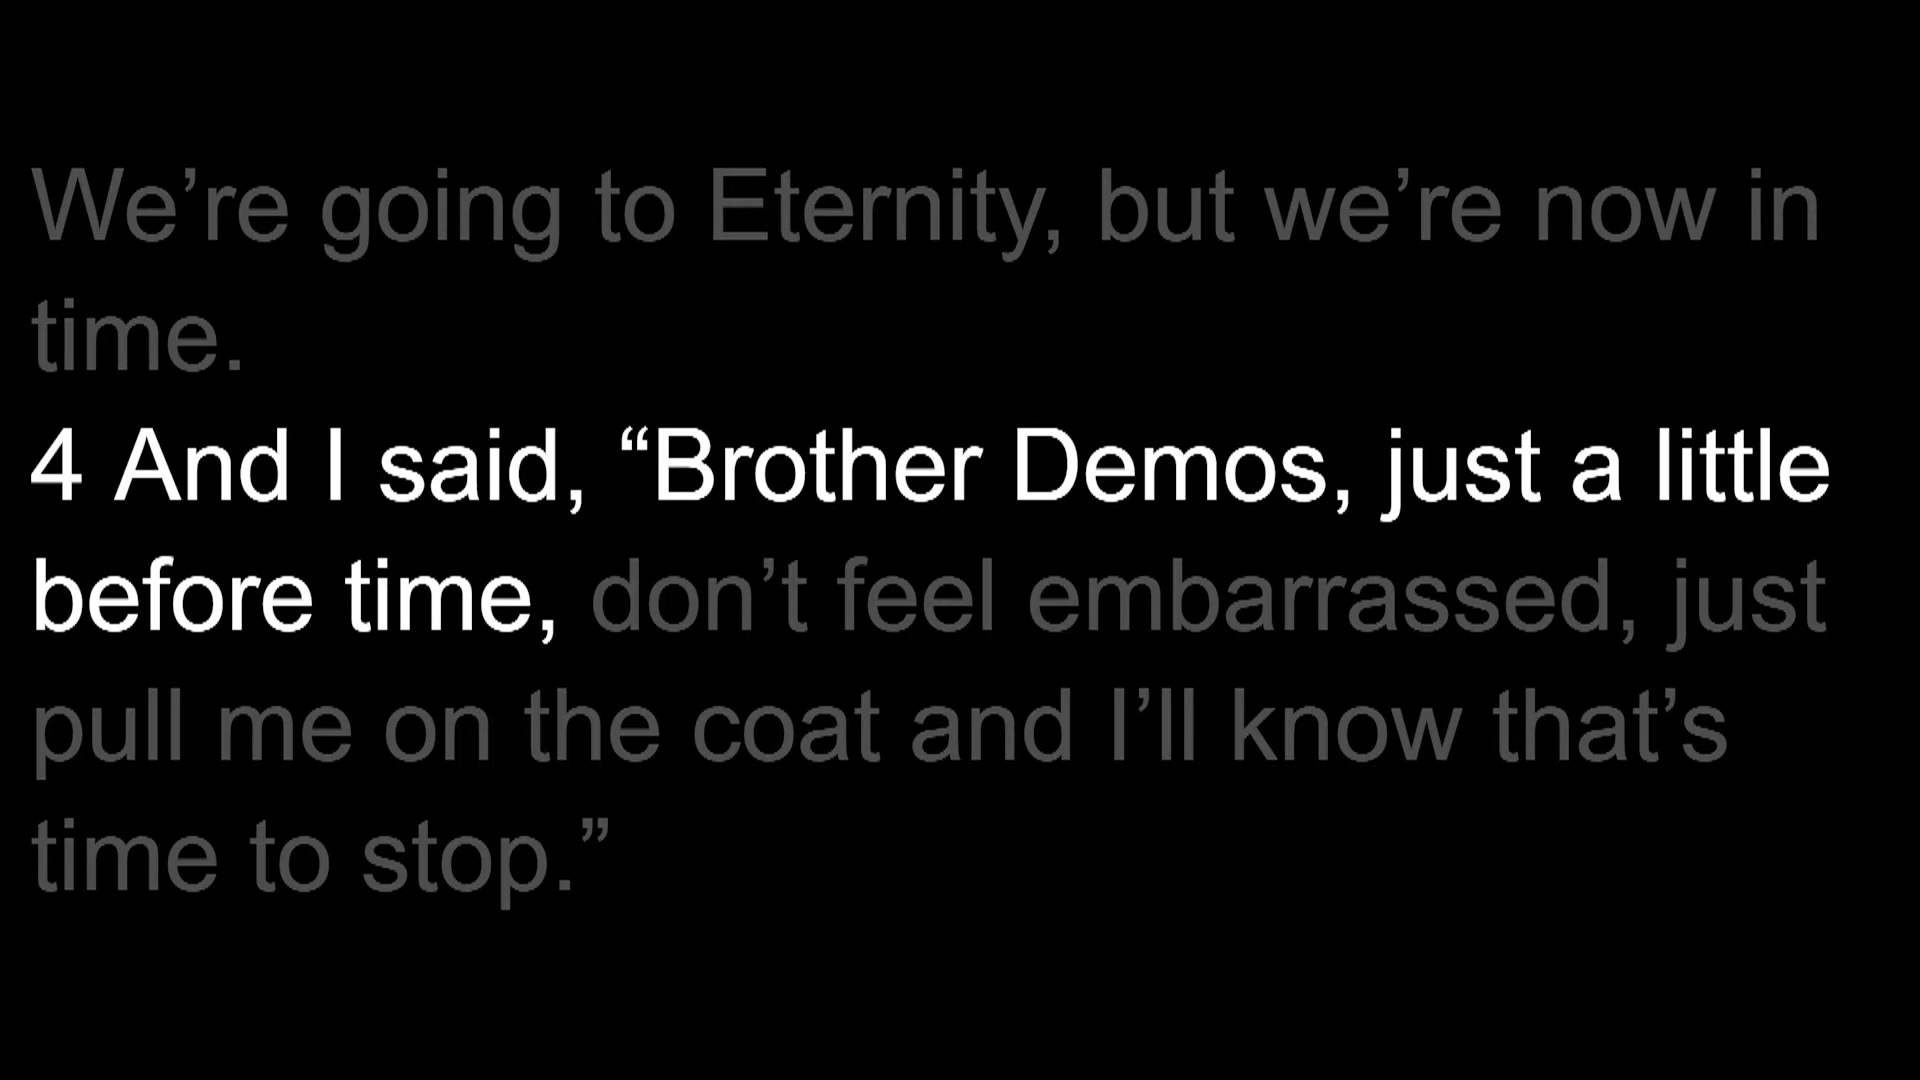 We’re going to Eternity, but we’re now in
time.
4 And I said, “Brother Demos, just a little
before time, don’t feel embarrassed, just
pull me on the coat and I’ll know that’s
time to stop.”